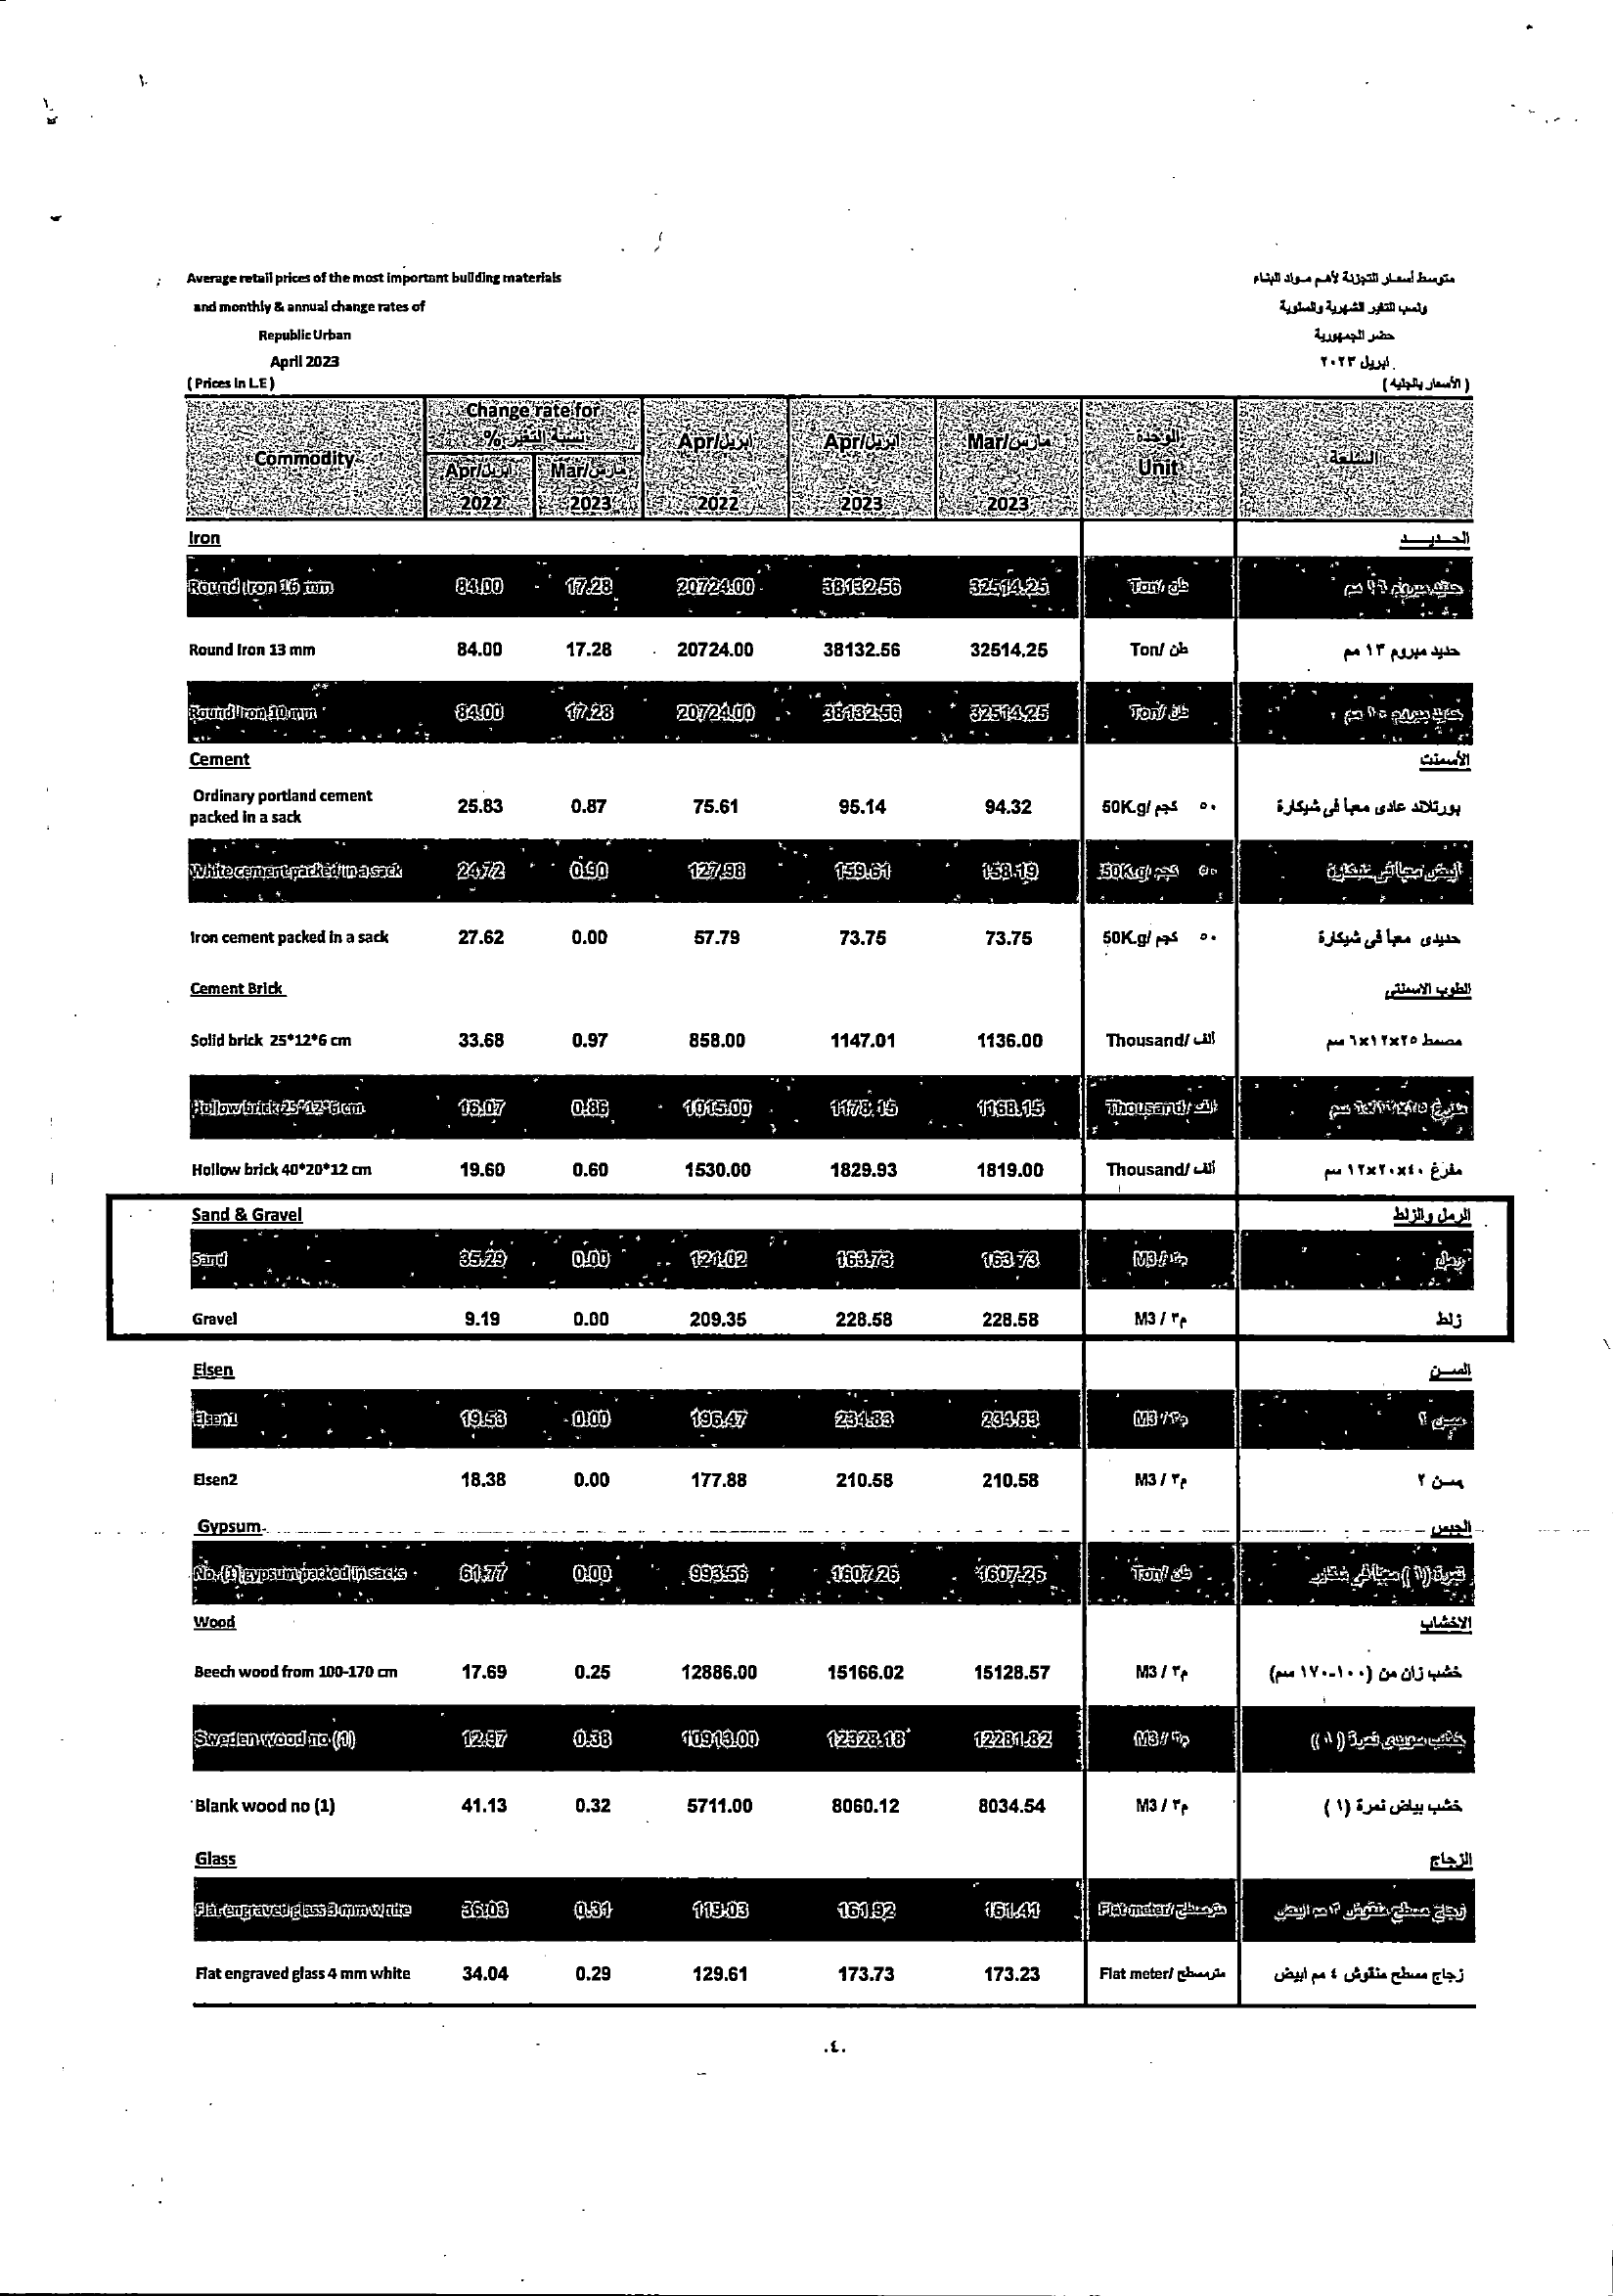 Average retail prices of the most important building materials متوسط أسعار التجزئة لأهم مواد البناء
and monthly & annual change rates of ونسب التغير الشهرية والسنوية
Republic Urban حضر الجمهورية
April 2023 ابريل ٢٠٢٣
( Prices in L.E ) ( الأسعار بالجنيه )
Commodity Change rate for نسبة التغير % Apr/ابريل 2022 Apr/ابريل 2023 Mar/مارس 2023 الوحدة Unit السلعة
Apr/ابريل 2022 Mar/مارس 2023
Iron الحديد
Round Iron 16 mm 84.00 17.28 20724.00 38132.56 32514.25 Ton/ طن حديد مبروم ١٦ مم
Round Iron 13 mm 84.00 17.28 20724.00 38132.56 32514.25 Ton/ طن حديد مبروم ١٣ مم
Round Iron 10 mm 84.00 17.28 20724.00 38132.56 32514.25 Ton/ طن حديد مبروم ١٠ مم
Cement الأسمنت
Ordinary portland cement packed in a sack 25.83 0.87 75.61 95.14 94.32 50K.g/ كجم ٥٠ بورتلاند عادى معبأ فى شيكارة
White cement packed in a sack 24.72 0.90 127.98 159.61 158.19 50K.g/ كجم ٥٠ أبيض معبأ فى شيكارة
Iron cement packed in a sack 27.62 0.00 57.79 73.75 73.75 50K.g/ كجم ٥٠ حديدى معبأ فى شيكارة
Cement Brick الطوب الاسمنتى
Solid brick 25*12*6 cm 33.68 0.97 858.00 1147.01 1136.00 Thousand/ ألف مصمط ٢٥×١٢×٦ سم
Hollow brick 25*12*6 cm 16.07 0.86 1015.00 1178.15 1168.15 Thousand/ ألف مفرغ ٢٥×١٢×٦ سم
Hollow brick 40*20*12 cm 19.60 0.60 1530.00 1829.93 1819.00 Thousand/ ألف مفرغ ٤٠×٢٠×١٢ سم
Sand & Gravel الرمل والزلط
Sand 35.29 0.00 121.02 163.73 163.73 M3 / م٣ رمل
Gravel 9.19 0.00 209.35 228.58 228.58 M3 / م٣ زلط
Elsen السن
Elsen1 19.53 0.00 196.47 234.83 234.83 M3 / م٣ سن ١
Elsen2 18.38 0.00 177.88 210.58 210.58 M3 / م٣ سن ٢
Gypsum الجبس
No. (1) gypsum packed in sacks 61.77 0.00 993.56 1607.26 1607.26 Ton/ طن نمرة (١) معبأ فى شكاير
Wood الاخشاب
Beech wood from 100-170 cm 17.69 0.25 12886.00 15166.02 15128.57 M3 / م٣ خشب زان من (١٠٠-١٧٠ سم)
Sweden wood no (1) 12.97 0.38 10913.00 12328.18 12281.82 M3 / م٣ خشب سويدى نمرة (١)
Blank wood no (1) 41.13 0.32 5711.00 8060.12 8034.54 M3 / م٣ خشب بياض نمرة (١)
Glass الزجاج
Flat engraved glass 3 mm white 36.03 0.31 119.03 161.92 161.41 Flat meter/ مترمسطح زجاج مسطح منقوش ٣ مم ابيض
Flat engraved glass 4 mm white 34.04 0.29 129.61 173.73 173.23 Flat meter/ مترمسطح زجاج مسطح منقوش ٤ مم ابيض
.٤.